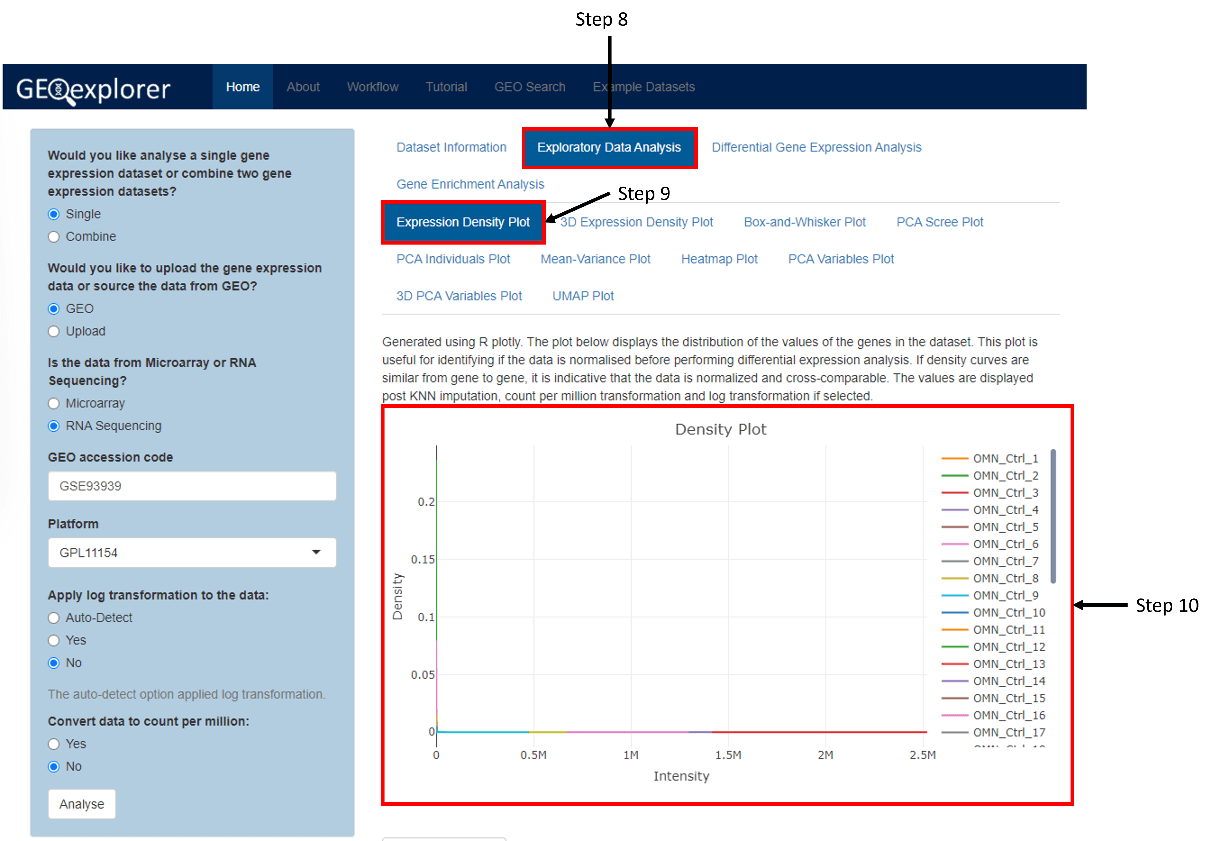 Step 8
GEOexplorer
Home About Workflow Tutorial GEO Search Example Datasets
Would you like analyse a single gene
expression dataset or combine two gene
expression datasets?
Single
Combine
Would you like to upload the gene expression
data or source the data from GEO?
GEO
Upload
Is the data from Microarray or RNA
Sequencing?
Microarray
RNA Sequencing
GEO accession code
GSE93939
Platform
GPL11154
Apply log transformation to the data:
Auto-Detect
Yes
No
The auto-detect option applied log transformation.
Convert data to count per million:
Yes
No
Analyse
Dataset Information Exploratory Data Analysis Differential Gene Expression Analysis
Gene Enrichment Analysis
Step 9
Expression Density Plot 3D Expression Density Plot Box-and-Whisker Plot PCA Scree Plot
PCA Individuals Plot Mean-Variance Plot Heatmap Plot PCA Variables Plot
3D PCA Variables Plot UMAP Plot
Generated using R plotly. The plot below displays the distribution of the values of the genes in the dataset. This plot is
useful for identifying if the data is normalised before performing differential expression analysis. If density curves are
similar from gene to gene, it is indicative that the data is normalized and cross-comparable. The values are displayed
post KNN imputation, count per million transformation and log transformation if selected.
Density Plot
0.2
0.15
0.1
0.05
0
Density
0 0.5M 1M 1.5M 2M 2.5M
Intensity
OMN_Ctrl_1
OMN_Ctrl_2
OMN_Ctrl_3
OMN_Ctrl_4
OMN_Ctrl_5
OMN_Ctrl_6
OMN_Ctrl_7
OMN_Ctrl_8
OMN_Ctrl_9
OMN_Ctrl_10
OMN_Ctrl_11
OMN_Ctrl_12
OMN_Ctrl_13
OMN_Ctrl_14
OMN_Ctrl_15
OMN_Ctrl_16
OMN_Ctrl_17
Step 10